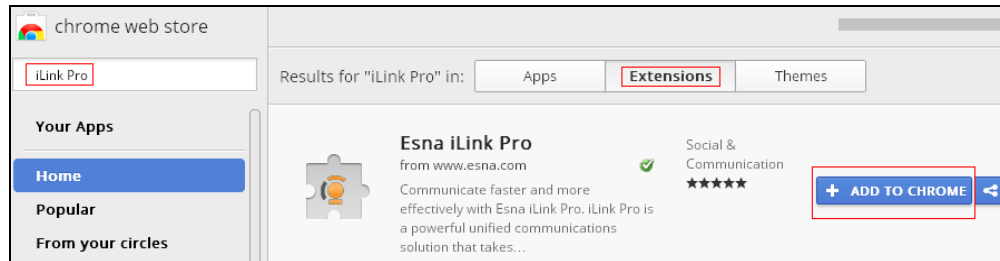 chrome web store
iLink Pro
Results for "iLink Pro" in:
Apps
Extensions
Themes
Your Apps
Home
Popular
From your circles
Esna iLink Pro
from www.esna.com
Communicate faster and more
effectively with Esna iLink Pro. iLink Pro is
a powerful unified communications
solution that takes...
Social &
Communication
+ ADD TO CHROME